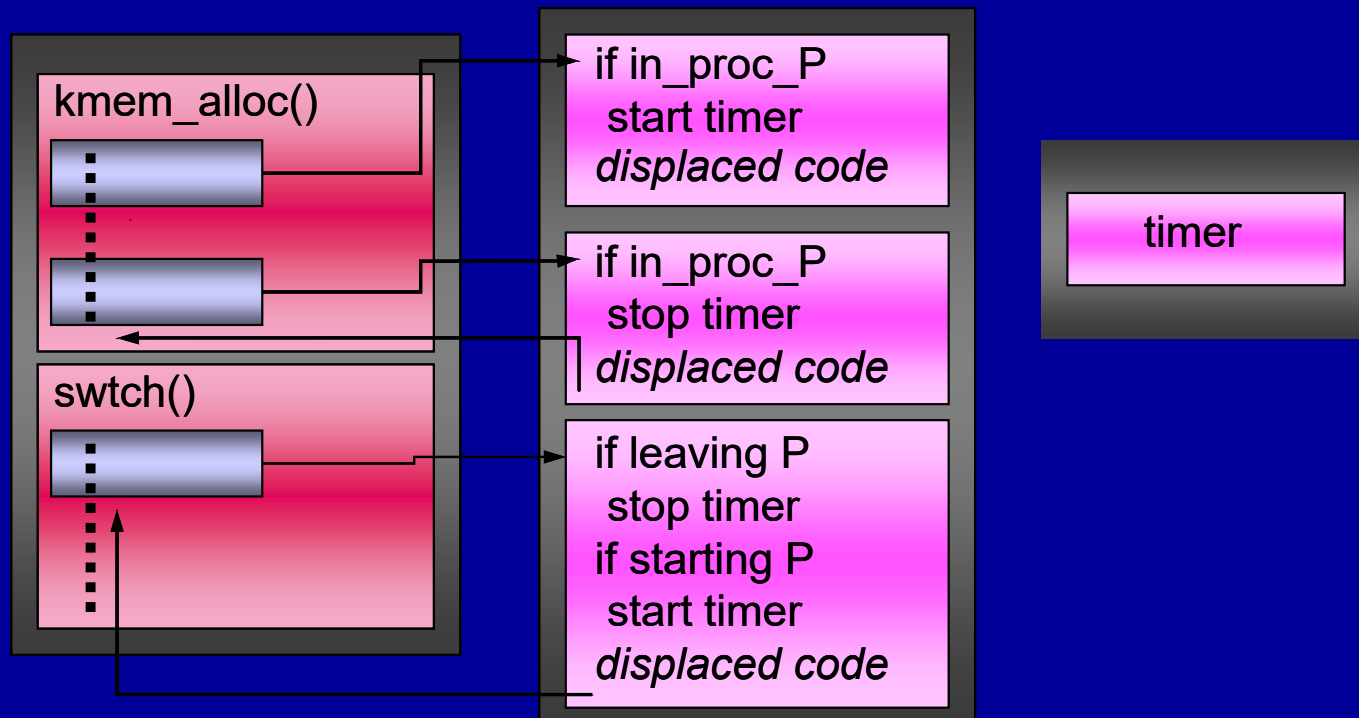 kmem_alloc()
swtch()
if in_proc_P
start timer
displaced code
if in_proc_P
stop timer
displaced code
if leaving P
stop timer
if starting P
start timer
displaced code
timer